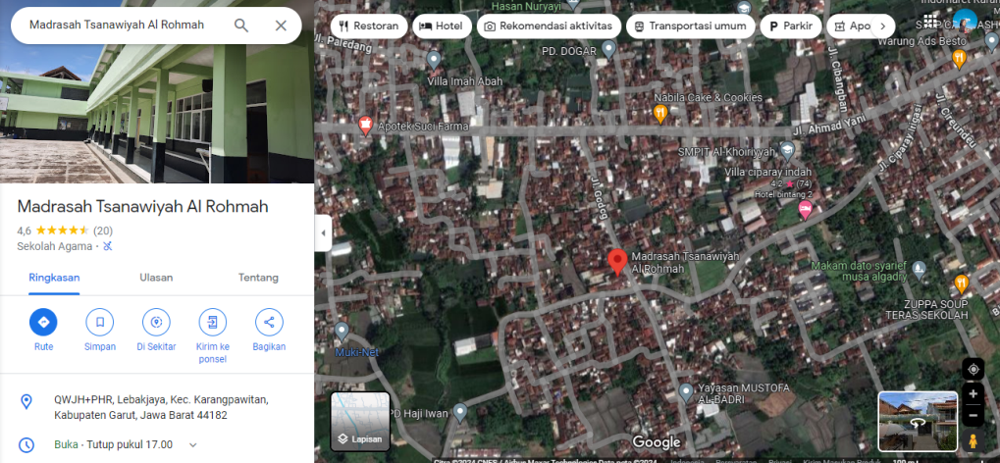 Madrasah Tsanawiyah Al Rohmah
Madrasah Tsanawiyah Al Rohmah
4,6
(20)
Sekolah Agama ·
Ringkasan
Ulasan
Tentang
Rute
Simpan
Di Sekitar
Kirim ke
ponsel
Bagikan
QWJH+PHR, Lebakjaya, Kec. Karangpawitan,
Kabupaten Garut, Jawa Barat 44182
Buka · Tutup pukul 17.00
Hasan Nuryayi
Restoran
Hotel
Rekomendasi aktivitas
Transportasi umum
P Parkir
Apo
Jl. Paledang
PD. DOGAR
Warung Ads Besto
Villa Imah Abah
Jl. Cibangban
Nabila Cake & Cookies
Apotek Suci Farma
Jl. Ahmad Yani
Jl. Ciparay Irigasi
Jl. Cireundeu
SMPIT Al-Khoiriyyah
Villa ciparay indah
4,2 ★ (74)
Hotel bintang 2
Jl. Godog
Madrasah Tsanawiyah
Al Rohmah
Makam dato syarief
musa algadry
ZUPPA SOUP
TERAS SEKOLAH
Muki-Net
Yayasan MUSTOFA
AL-BADRI
PD Haji Iwan
Lapisan
Google